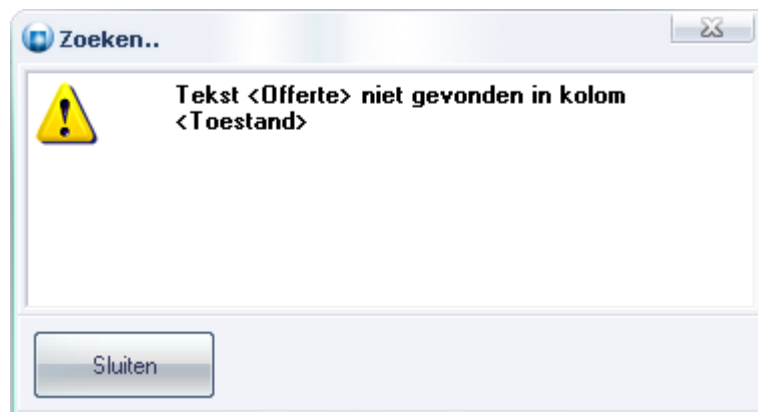 Zoeken..
Tekst <Offerte> niet gevonden in kolom
<Toestand>
Sluiten